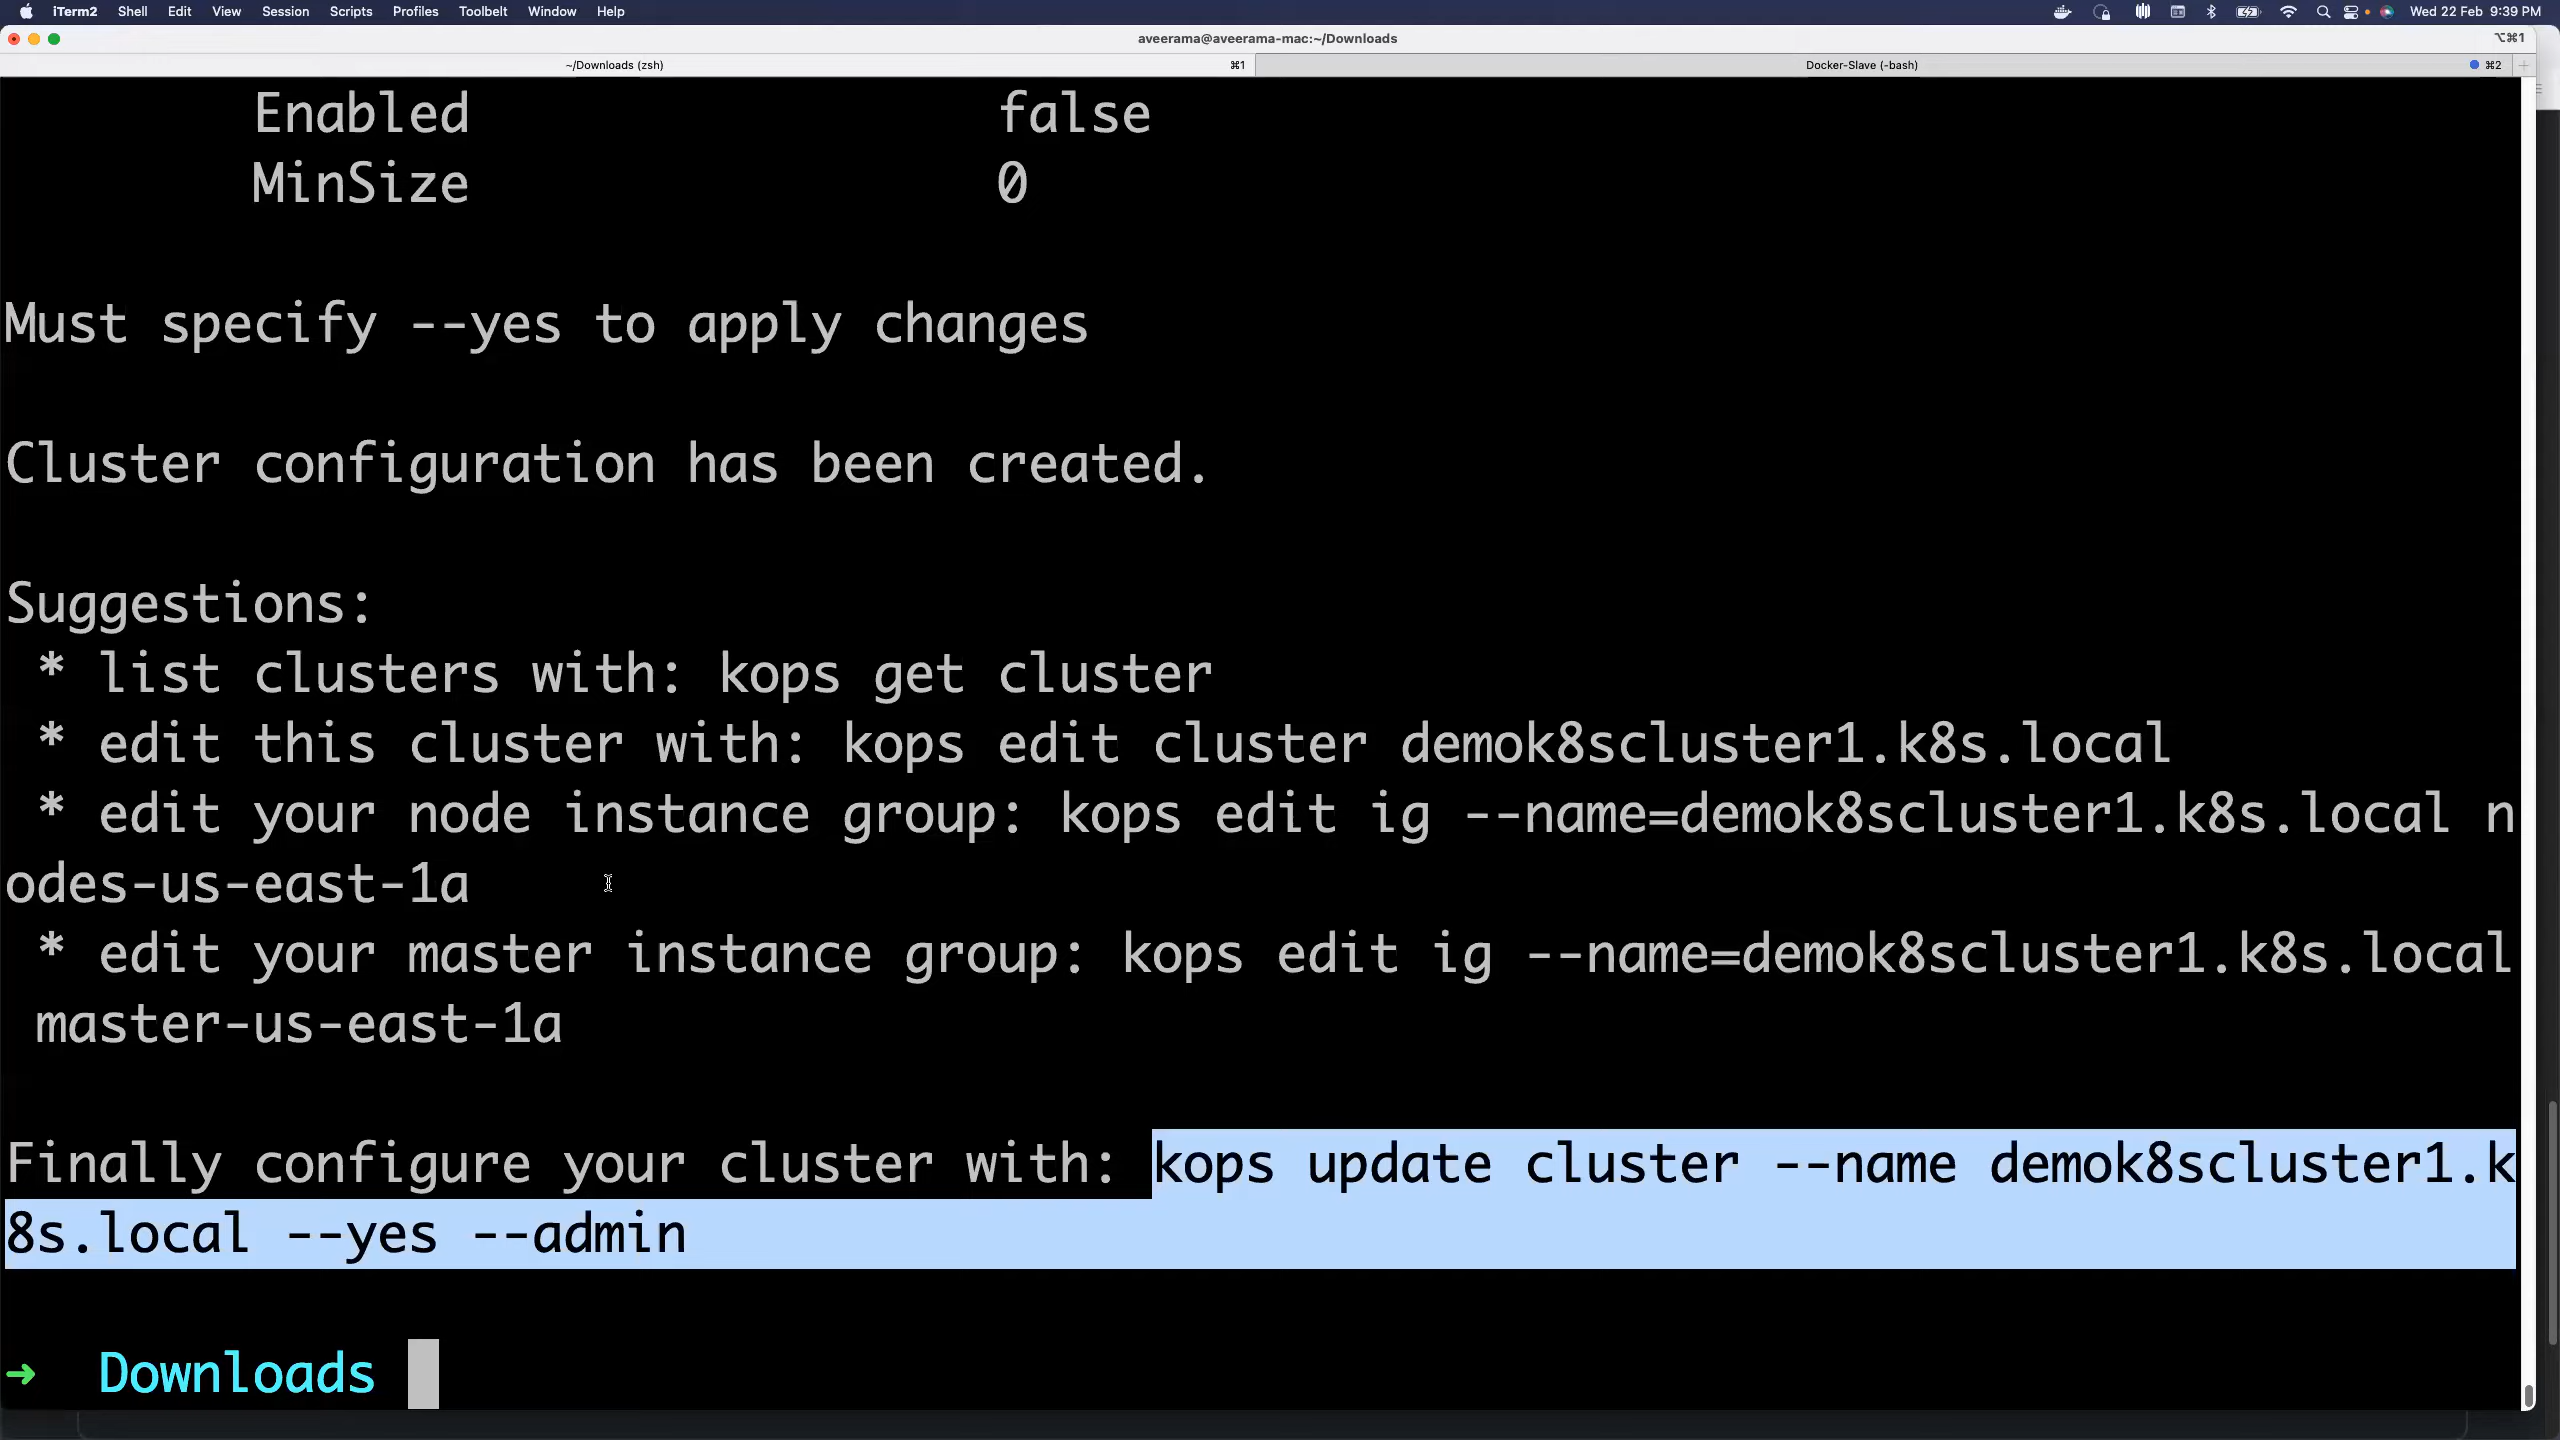 iTerm2 Shell Edit View Session Scripts Profiles Toolbelt Window Help Wed 22 Feb 9:39 PM
aveerama@aveerama-mac:~/Downloads ⌥⌘1
~/Downloads (zsh) ⌘1 Docker-Slave (-bash) ⌘2
Enabled false
MinSize 0
Must specify --yes to apply changes
Cluster configuration has been created.
Suggestions:
* list clusters with: kops get cluster
* edit this cluster with: kops edit cluster demok8scluster1.k8s.local
* edit your node instance group: kops edit ig --name=demok8scluster1.k8s.local n
odes-us-east-1a
* edit your master instance group: kops edit ig --name=demok8scluster1.k8s.local
master-us-east-1a
Finally configure your cluster with: kops update cluster --name demok8scluster1.k
8s.local --yes --admin
➜ Downloads